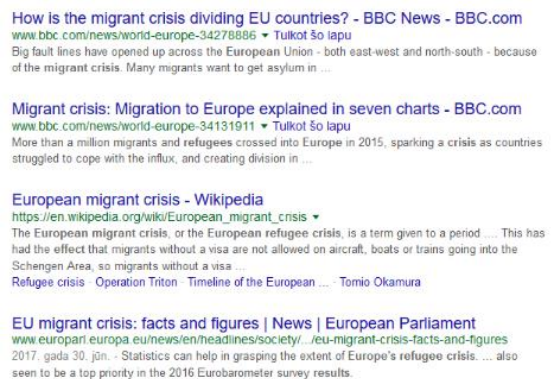 How is the migrant crisis dividing EU countries? - BBC News - BBC.com
www.bbc.com/news/world-europe-34278886 ▾ Tulkot šo lapu
Big fault lines have opened up across the European Union - both east-west and north-south - because
of the migrant crisis. Many migrants want to get asylum in ...
Migrant crisis: Migration to Europe explained in seven charts - BBC.com
www.bbc.com/news/world-europe-34131911 ▾ Tulkot šo lapu
More than a million migrants and refugees crossed into Europe in 2015, sparking a crisis as countries
struggled to cope with the influx, and creating division in ...
European migrant crisis - Wikipedia
https://en.wikipedia.org/wiki/European_migrant_crisis ▾
The European migrant crisis, or the European refugee crisis, is a term given to a period .... This has
had the effect that migrants without a visa are not allowed on aircraft, boats or trains going into the
Schengen Area, so migrants without a visa ...
Refugee crisis · Operation Triton · Timeline of the European ... · Tomio Okamura
EU migrant crisis: facts and figures | News | European Parliament
www.europarl.europa.eu/news/en/headlines/society/.../eu-migrant-crisis-facts-and-figures
2017. gada 30. jūn. - Statistics can help in grasping the extent of Europe's refugee crisis. ... also
seen to be a top priority in the 2016 Eurobarometer survey results.